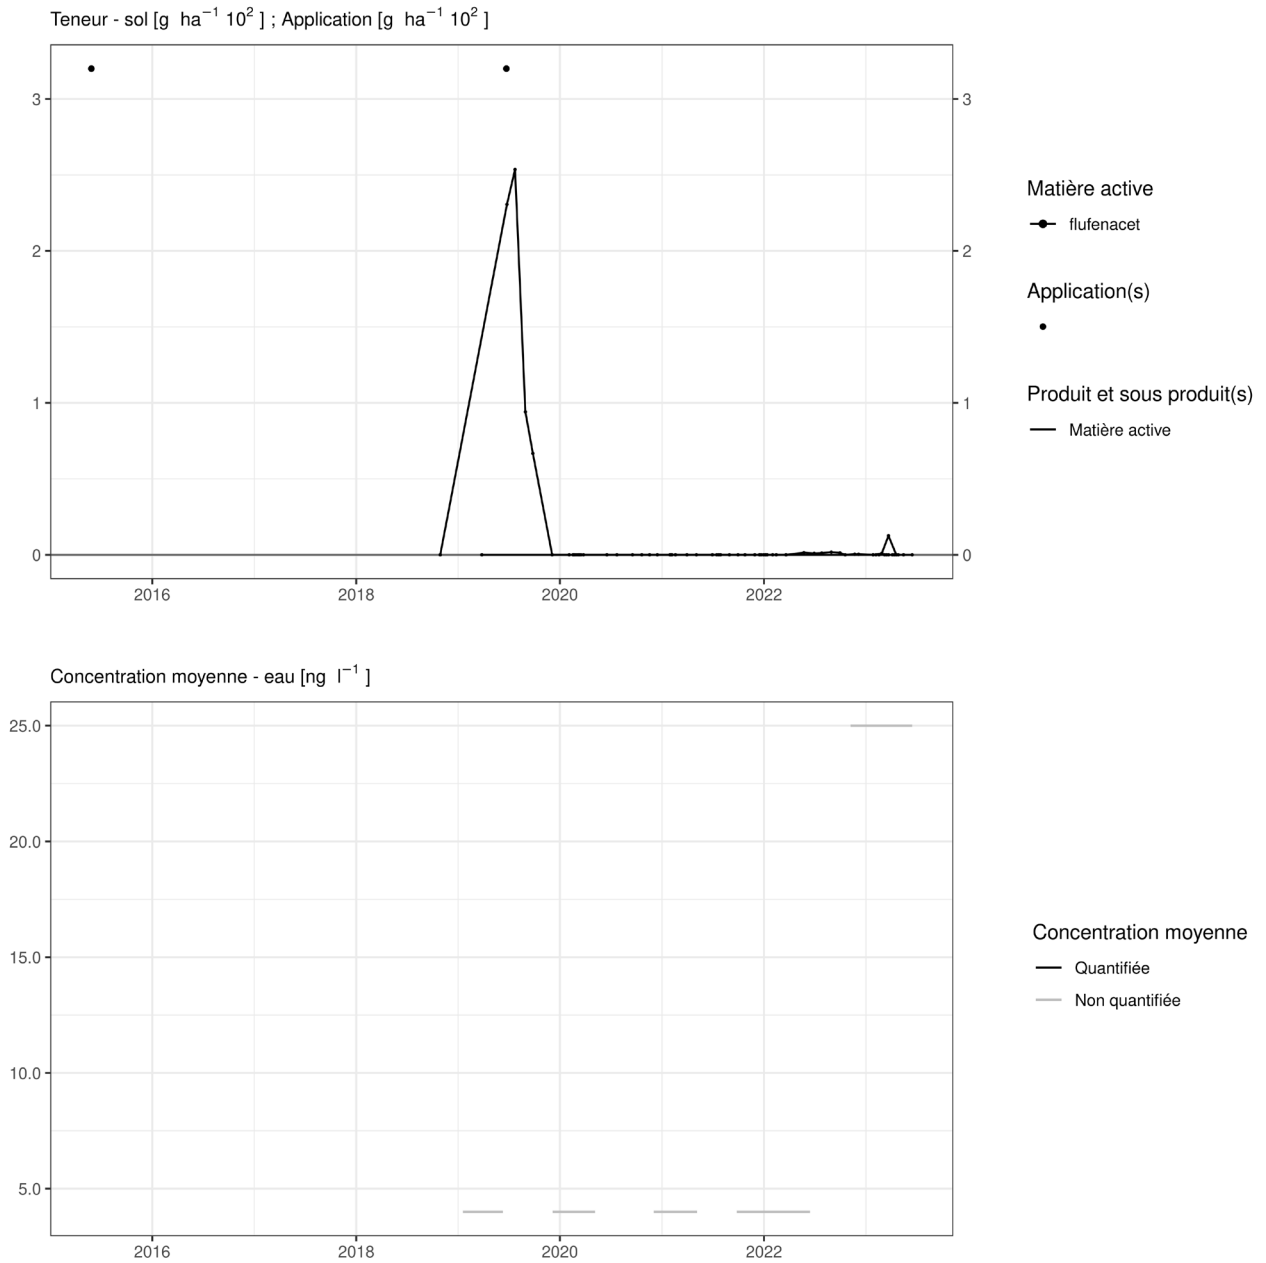 Teneur - sol [g ha−1 102 ] ; Application [g ha−1 102 ]
3
2
1
0
3
2
1
0
2016 2018 2020 2022
Matière active
flufenacet
Application(s)
Produit et sous produit(s)
Matière active
Concentration moyenne - eau [ng l−1 ]
25.0
20.0
15.0
10.0
5.0
2016 2018 2020 2022
Concentration moyenne
Quantifiée
Non quantifiée